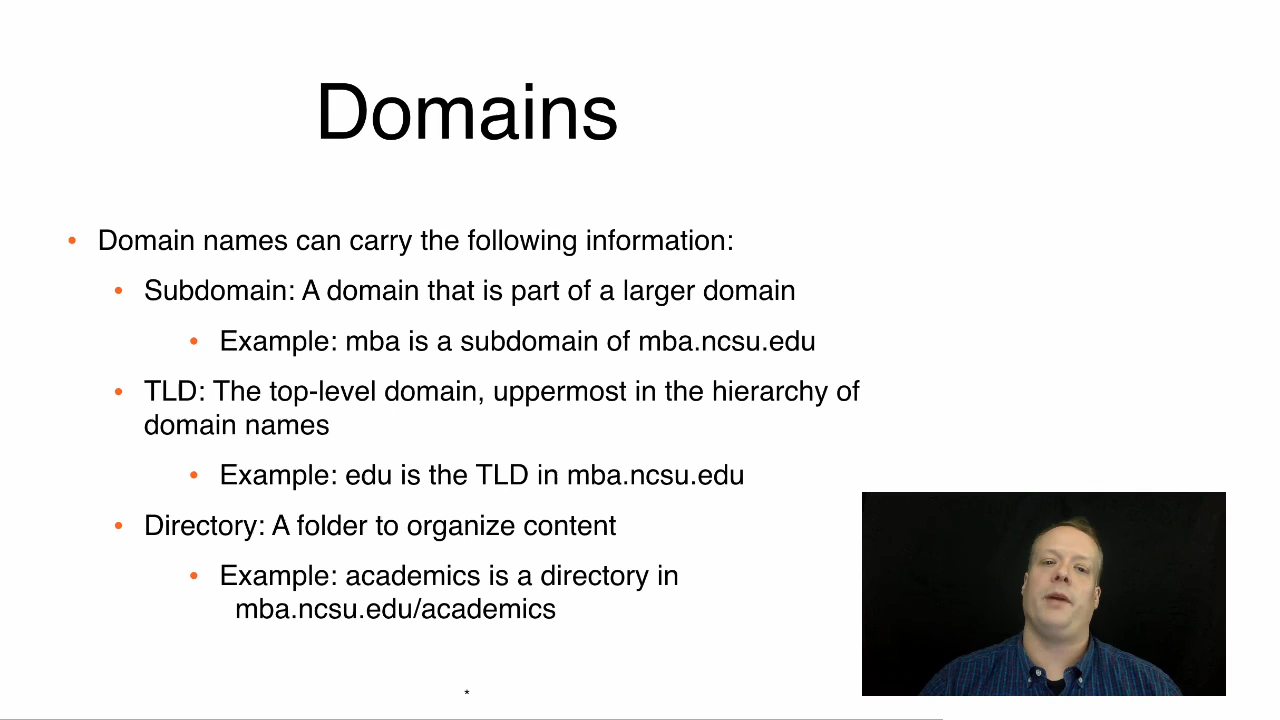 Domains
• Domain names can carry the following information:
• Subdomain: A domain that is part of a larger domain
• Example: mba is a subdomain of mba.ncsu.edu
• TLD: The top-level domain, uppermost in the hierarchy of
domain names
• Example: edu is the TLD in mba.ncsu.edu
• Directory: A folder to organize content
• Example: academics is a directory in
mba.ncsu.edu/academics
*